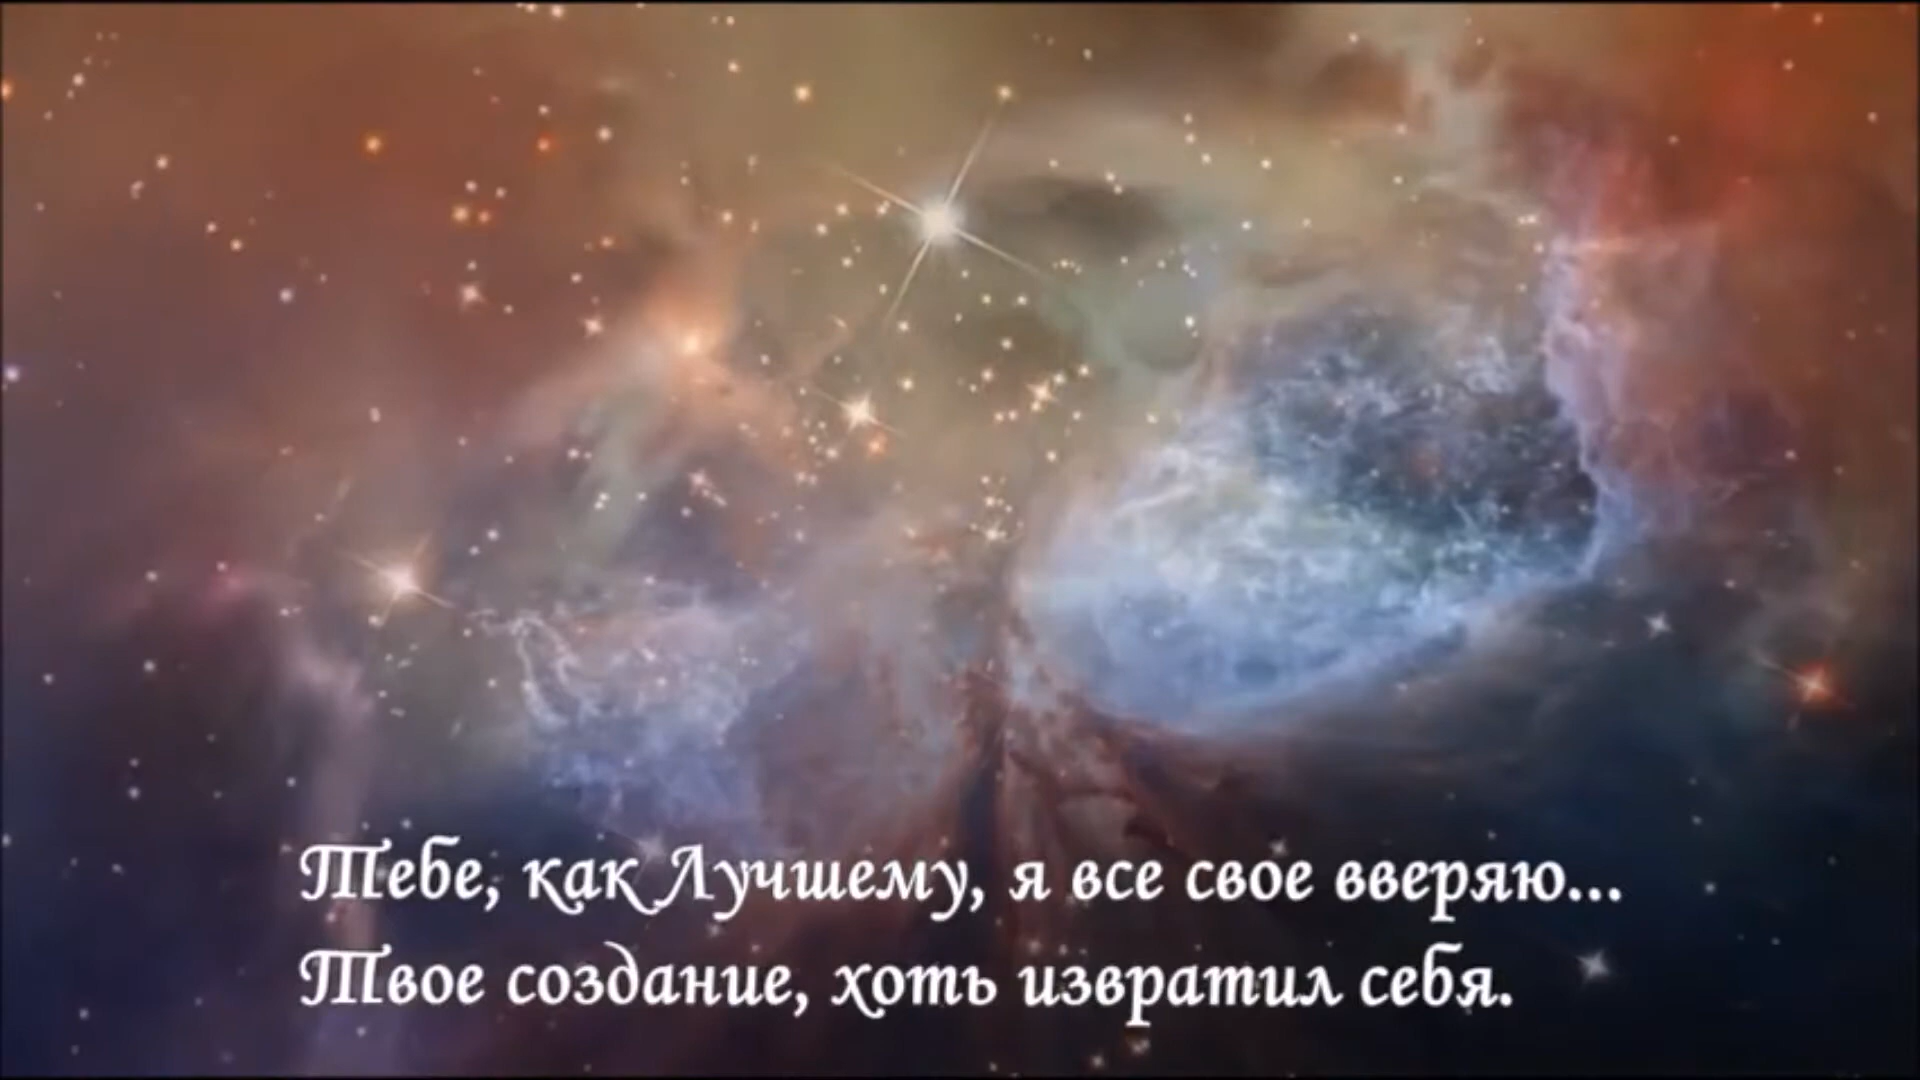 Тебе, как Лучшему, я все свое вверяю...
Твое создание, хоть извратил себя.